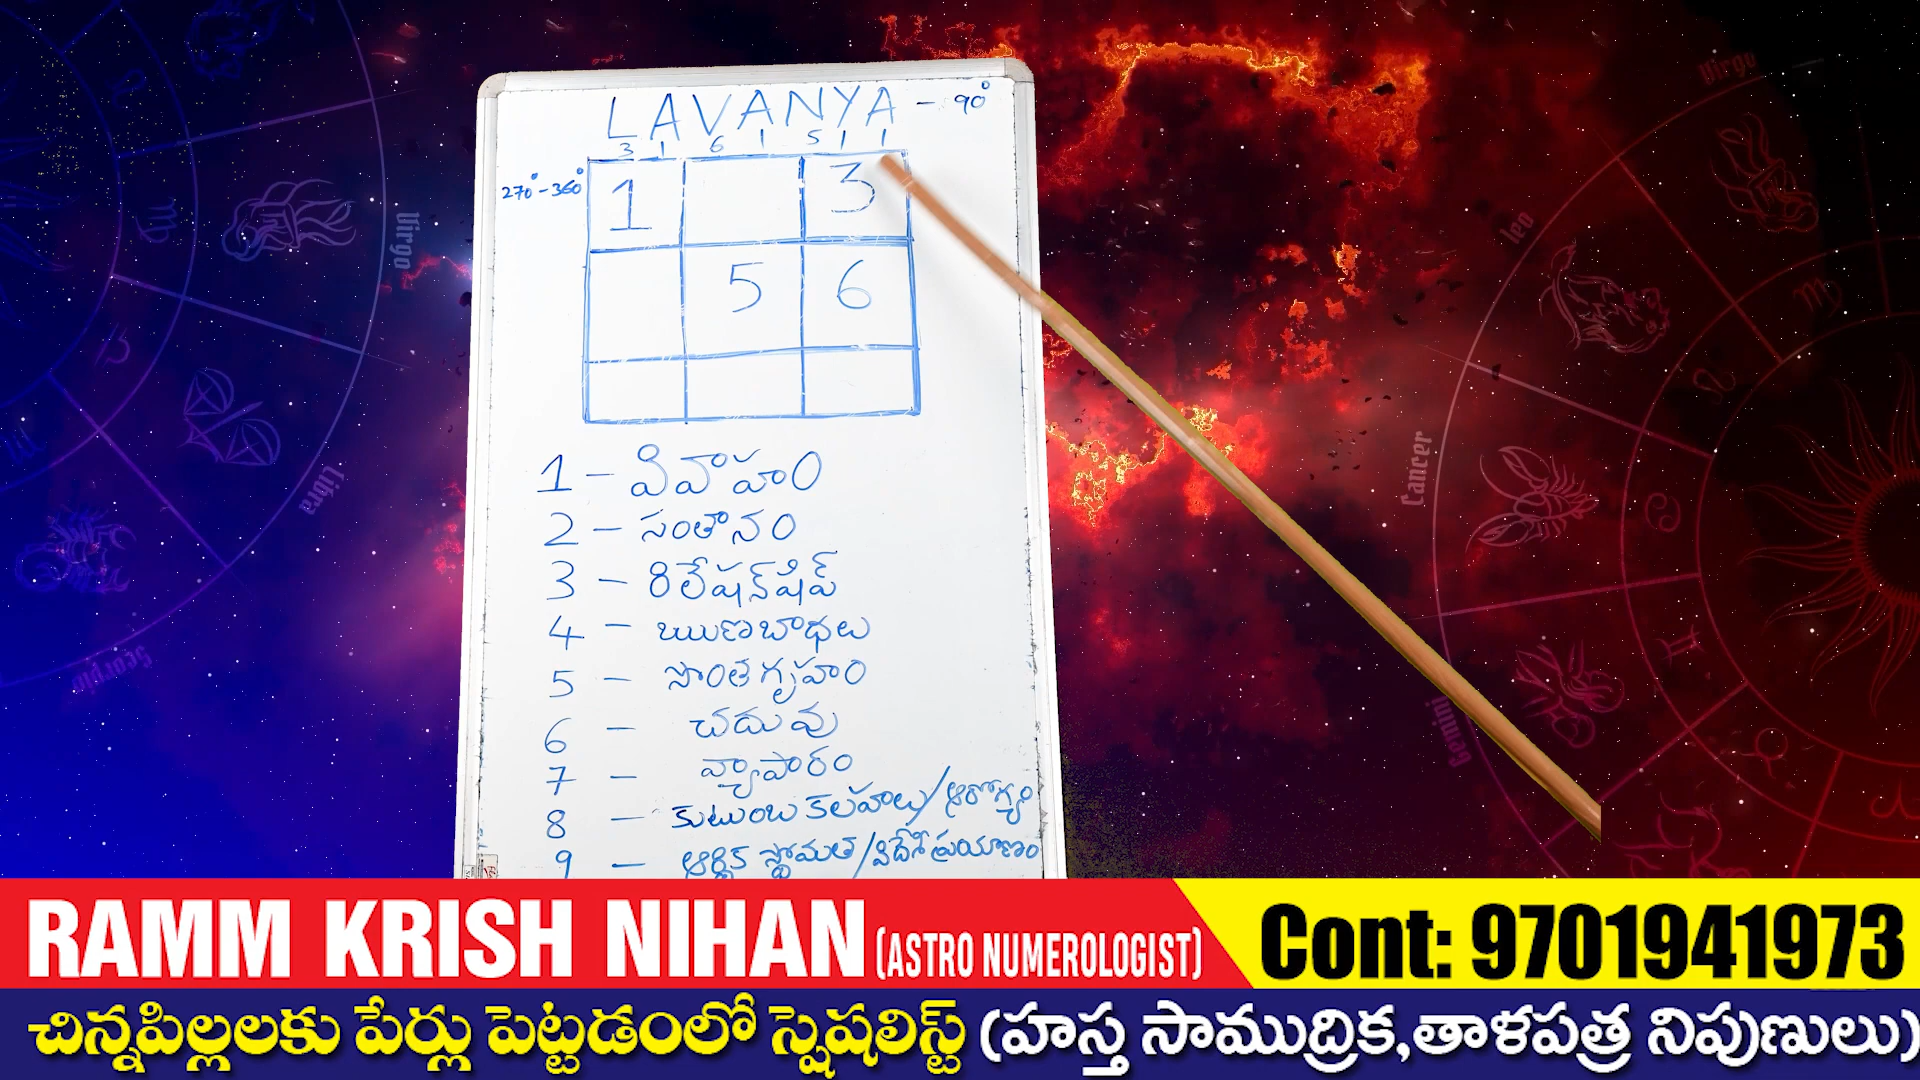 LAVANYA - 90°
3 1 6 1 5 1 1
270°-360°
1 3
5 6
1 - వివాహం
2 - సంతానం
3 - రిలేషన్‌షిప్
4 - ఋణబాధలు
5 - సొంతగృహం
6 - చదువు
7 - వ్యాపారం
8 - కుటుంబ కలహాలు/ఆరోగ్యం
9 - ఆర్థిక స్తోమత/విదేశీ ప్రయాణం
Virgo
Libra
Scorpio
Virgo
leo
Cancer
Gemini
RAMM KRISH NIHAN (ASTRO NUMEROLOGIST) Cont: 9701941973
చిన్నపిల్లలకు పేర్లు పెట్టడంలో స్పెషలిస్ట్ (హస్త సాముద్రిక,తాళపత్ర నిపుణులు)